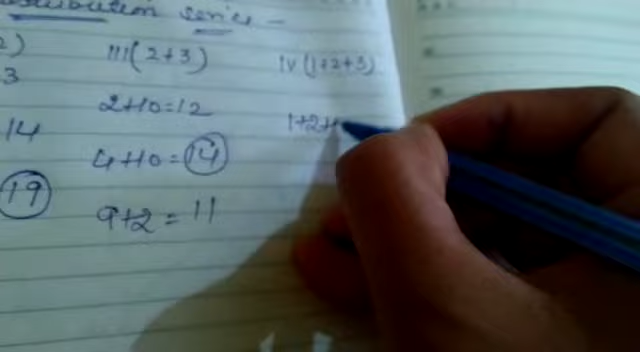 series -
2) III(2+3) IV(1+2+3)
3
2+10=12 1+2+
14 4+10=14
19 9+2=11